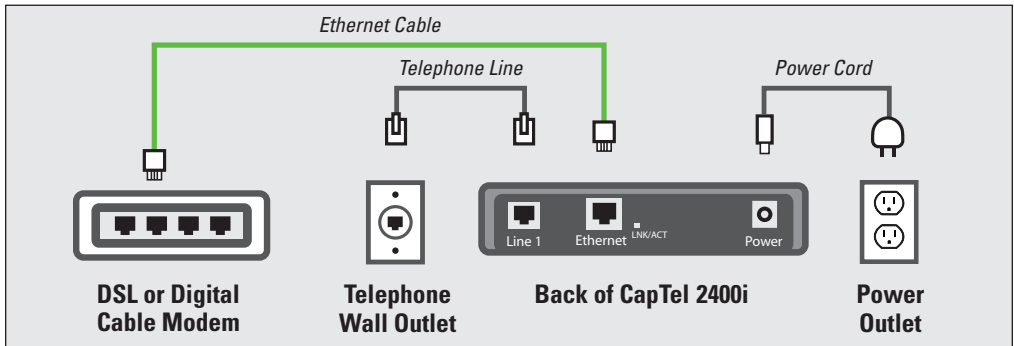 Ethernet Cable
Telephone Line
Power Cord
Line 1
Ethernet
LNK/ACT
Power
DSL or Digital
Cable Modem
Telephone
Wall Outlet
Back of CapTel 2400i
Power
Outlet